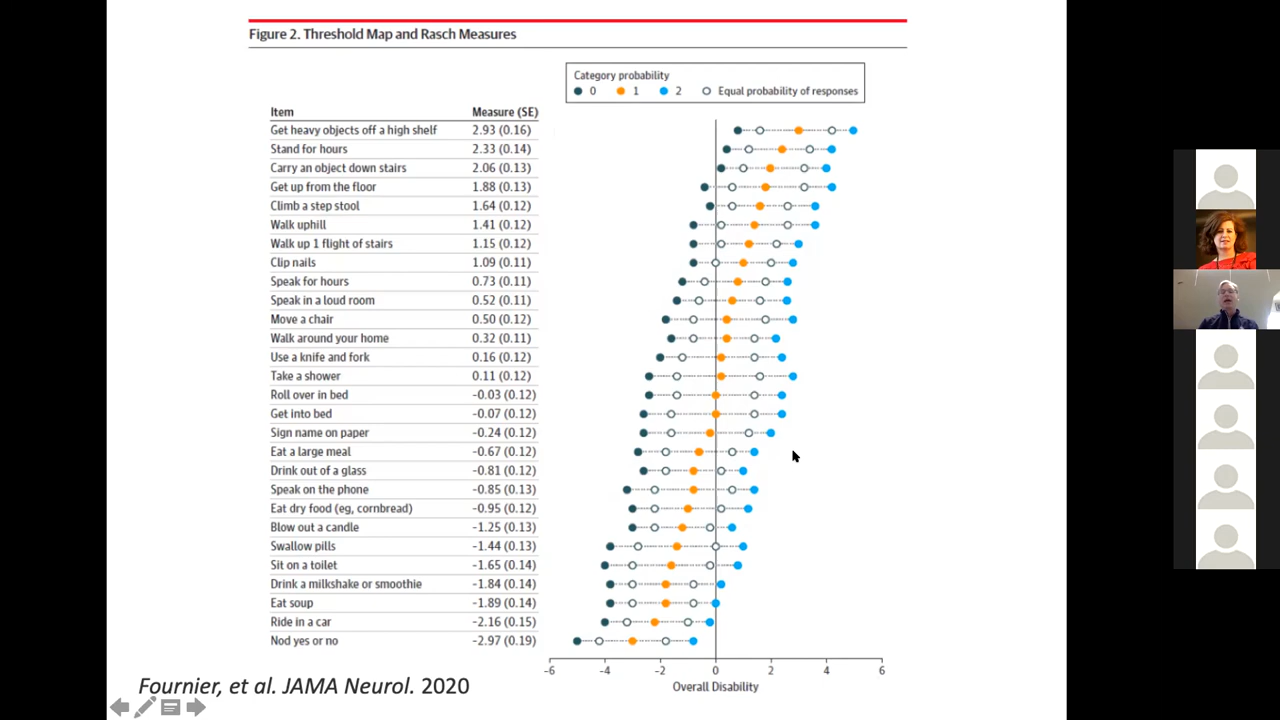 Figure 2. Threshold Map and Rasch Measures
Category probability
0 1 2 Equal probability of responses
Item Measure (SE)
Get heavy objects off a high shelf 2.93 (0.16)
Stand for hours 2.33 (0.14)
Carry an object down stairs 2.06 (0.13)
Get up from the floor 1.88 (0.13)
Climb a step stool 1.64 (0.12)
Walk uphill 1.41 (0.12)
Walk up 1 flight of stairs 1.15 (0.12)
Clip nails 1.09 (0.11)
Speak for hours 0.73 (0.11)
Speak in a loud room 0.52 (0.11)
Move a chair 0.50 (0.12)
Walk around your home 0.32 (0.11)
Use a knife and fork 0.16 (0.12)
Take a shower 0.11 (0.12)
Roll over in bed -0.03 (0.12)
Get into bed -0.07 (0.12)
Sign name on paper -0.24 (0.12)
Eat a large meal -0.67 (0.12)
Drink out of a glass -0.81 (0.12)
Speak on the phone -0.85 (0.13)
Eat dry food (eg, cornbread) -0.95 (0.12)
Blow out a candle -1.25 (0.13)
Swallow pills -1.44 (0.13)
Sit on a toilet -1.65 (0.14)
Drink a milkshake or smoothie -1.84 (0.14)
Eat soup -1.89 (0.14)
Ride in a car -2.16 (0.15)
Nod yes or no -2.97 (0.19)
-6 -4 -2 0 2 4 6
Overall Disability
Fournier, et al. JAMA Neurol. 2020